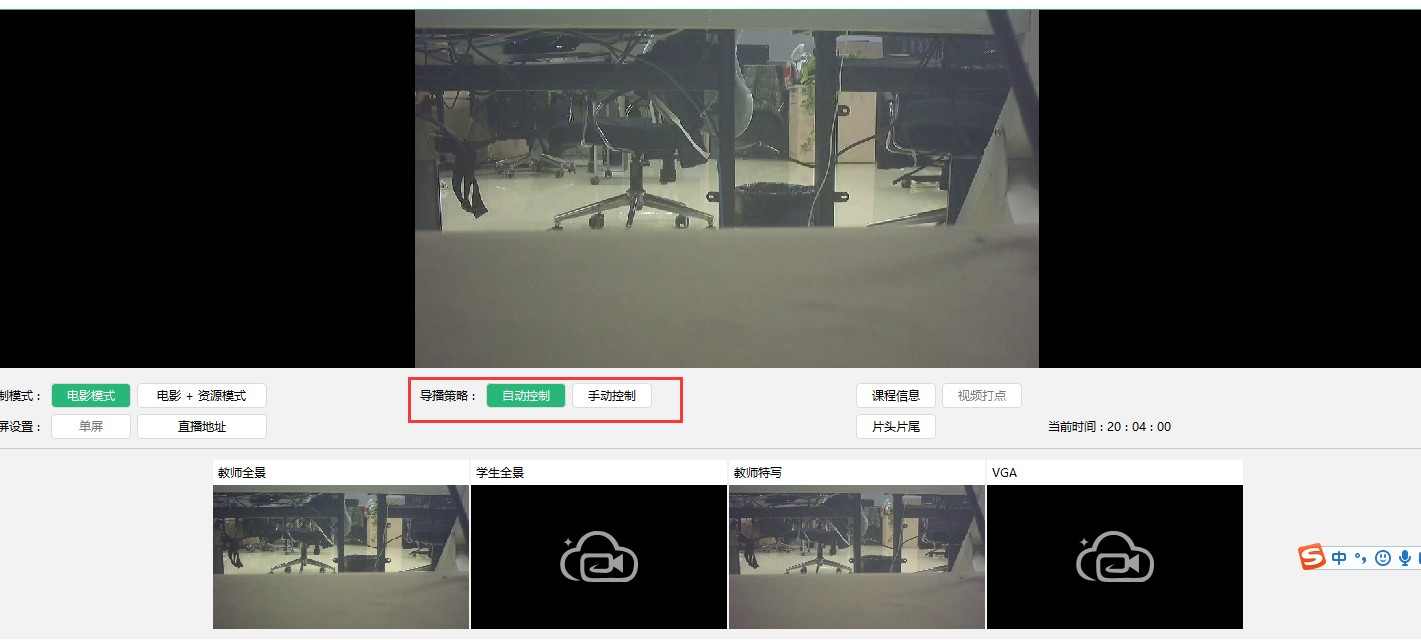 制模式： 电影模式 电影 + 资源模式 导播策略： 自动控制 手动控制 课程信息 视频打点
屏设置： 单屏 直播地址 片头片尾 当前时间 : 20 : 04 : 00
教师全景 学生全景 教师特写 VGA
S 中 °,